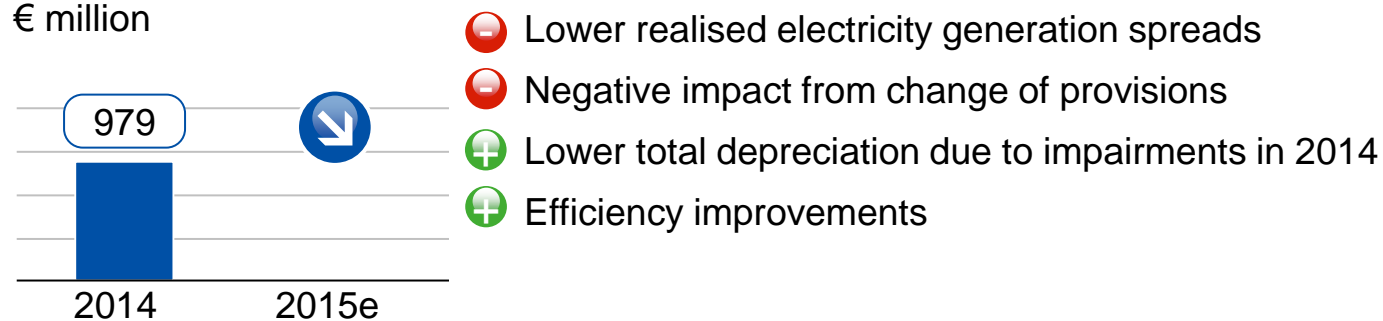 € million
979
2014 2015e
- Lower realised electricity generation spreads
- Negative impact from change of provisions
+ Lower total depreciation due to impairments in 2014
+ Efficiency improvements